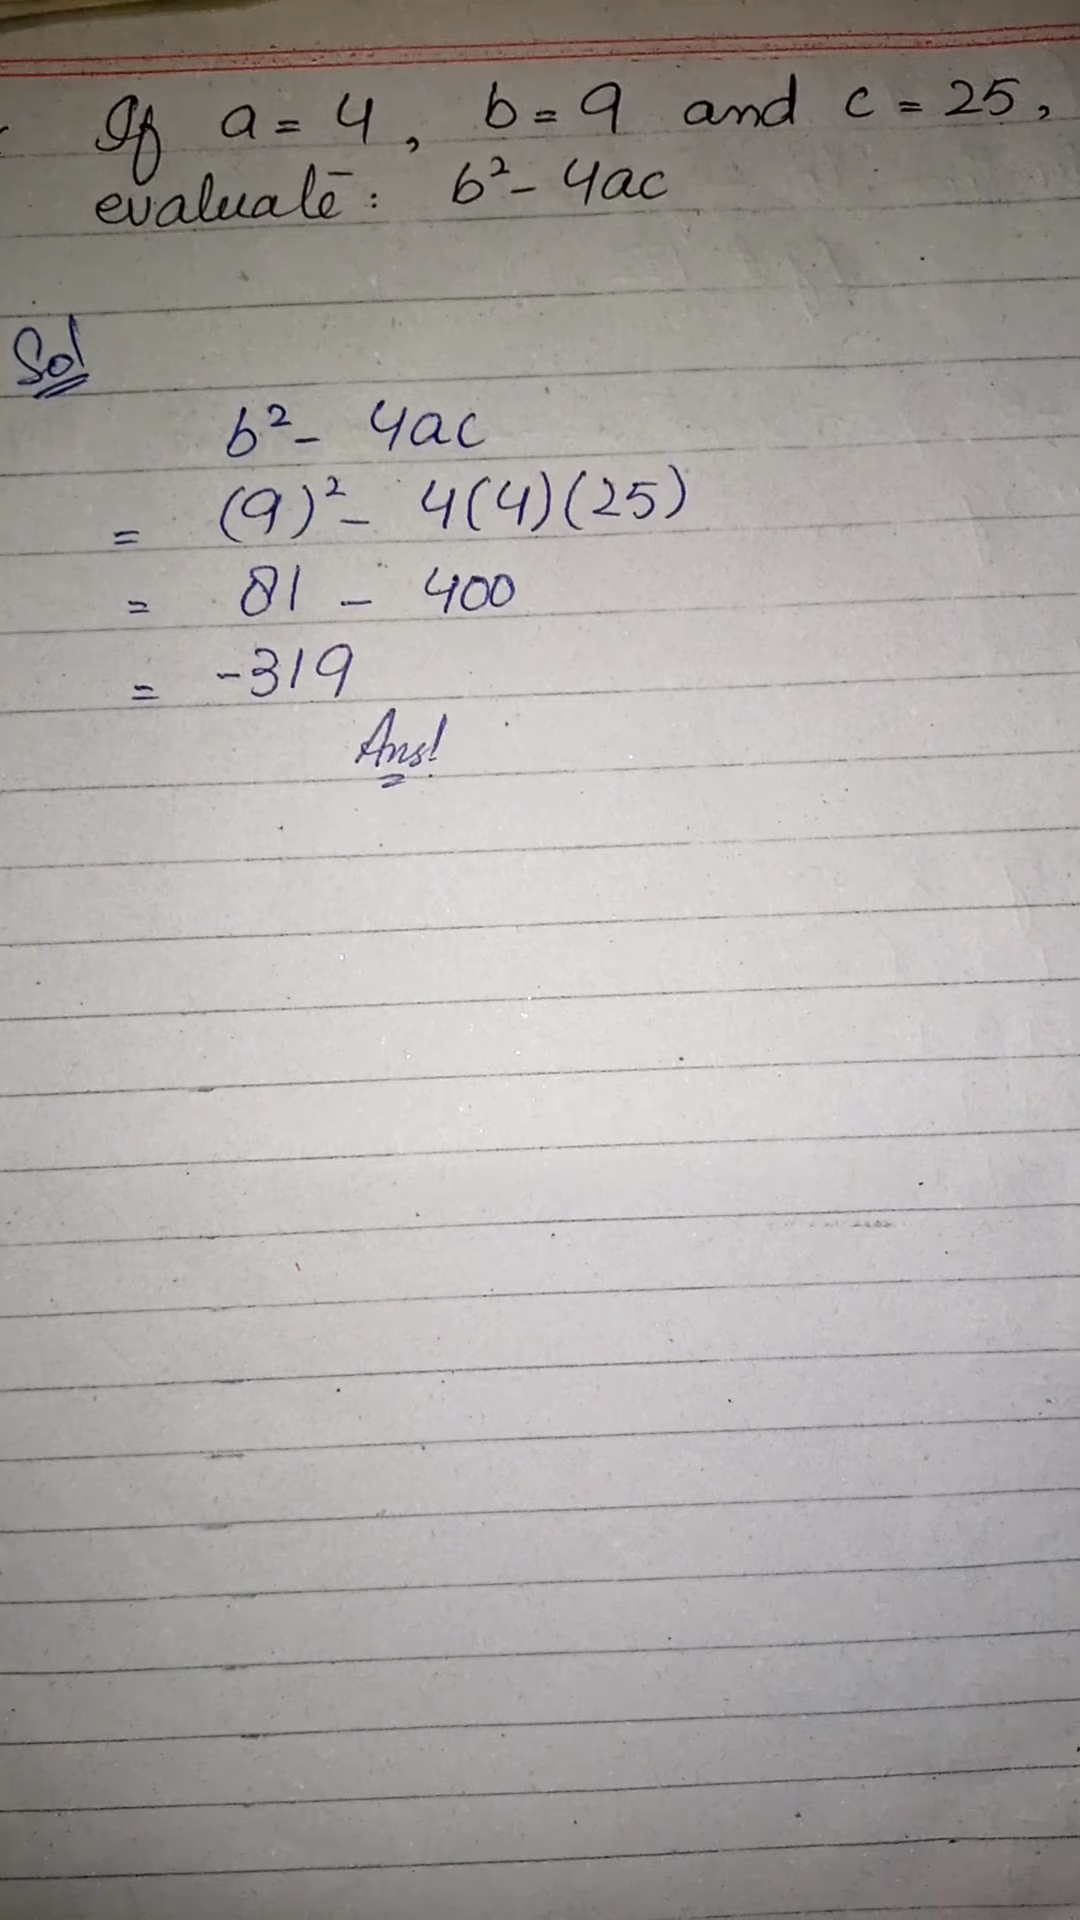 If a = 4, b = 9 and c = 25,
evaluate: b² - 4ac
Sol
b² - 4ac
= (9)² - 4(4)(25)
= 81 - 400
= -319
Ans!